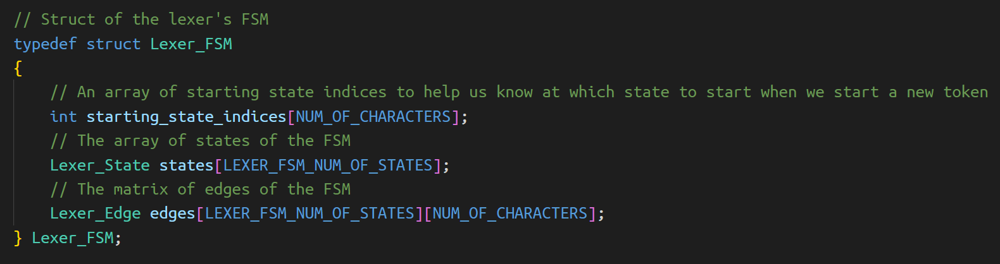 // Struct of the lexer's FSM
typedef struct Lexer_FSM
{
    // An array of starting state indices to help us know at which state to start when we start a new token
    int starting_state_indices[NUM_OF_CHARACTERS];
    // The array of states of the FSM
    Lexer_State states[LEXER_FSM_NUM_OF_STATES];
    // The matrix of edges of the FSM
    Lexer_Edge edges[LEXER_FSM_NUM_OF_STATES][NUM_OF_CHARACTERS];
} Lexer_FSM;